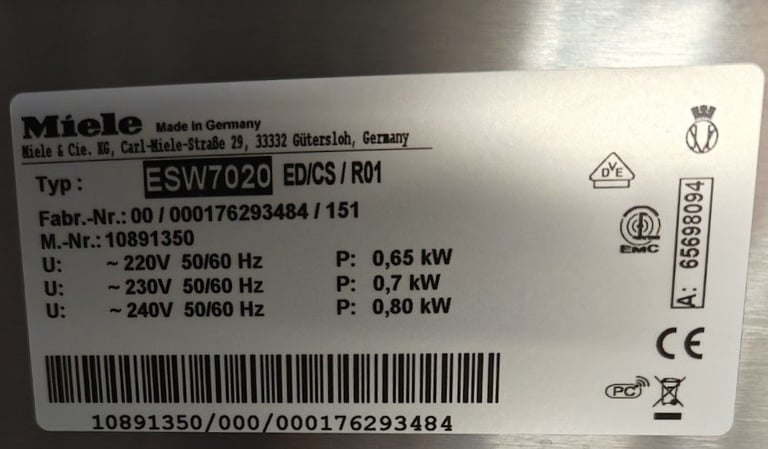 Miele Made in Germany
Miele & Cie. KG, Carl-Miele-Straße 29, 33332 Gütersloh, Germany
Typ: ESW7020 ED/CS / R01
Fabr.-Nr.: 00 / 000176293484 / 151
M.-Nr.: 10891350
U: ~ 220V 50/60 Hz P: 0,65 kW
U: ~ 230V 50/60 Hz P: 0,7 kW
U: ~ 240V 50/60 Hz P: 0,80 kW
10891350/000/000176293484
DVE
EMC
A: 65698094
CE
PC